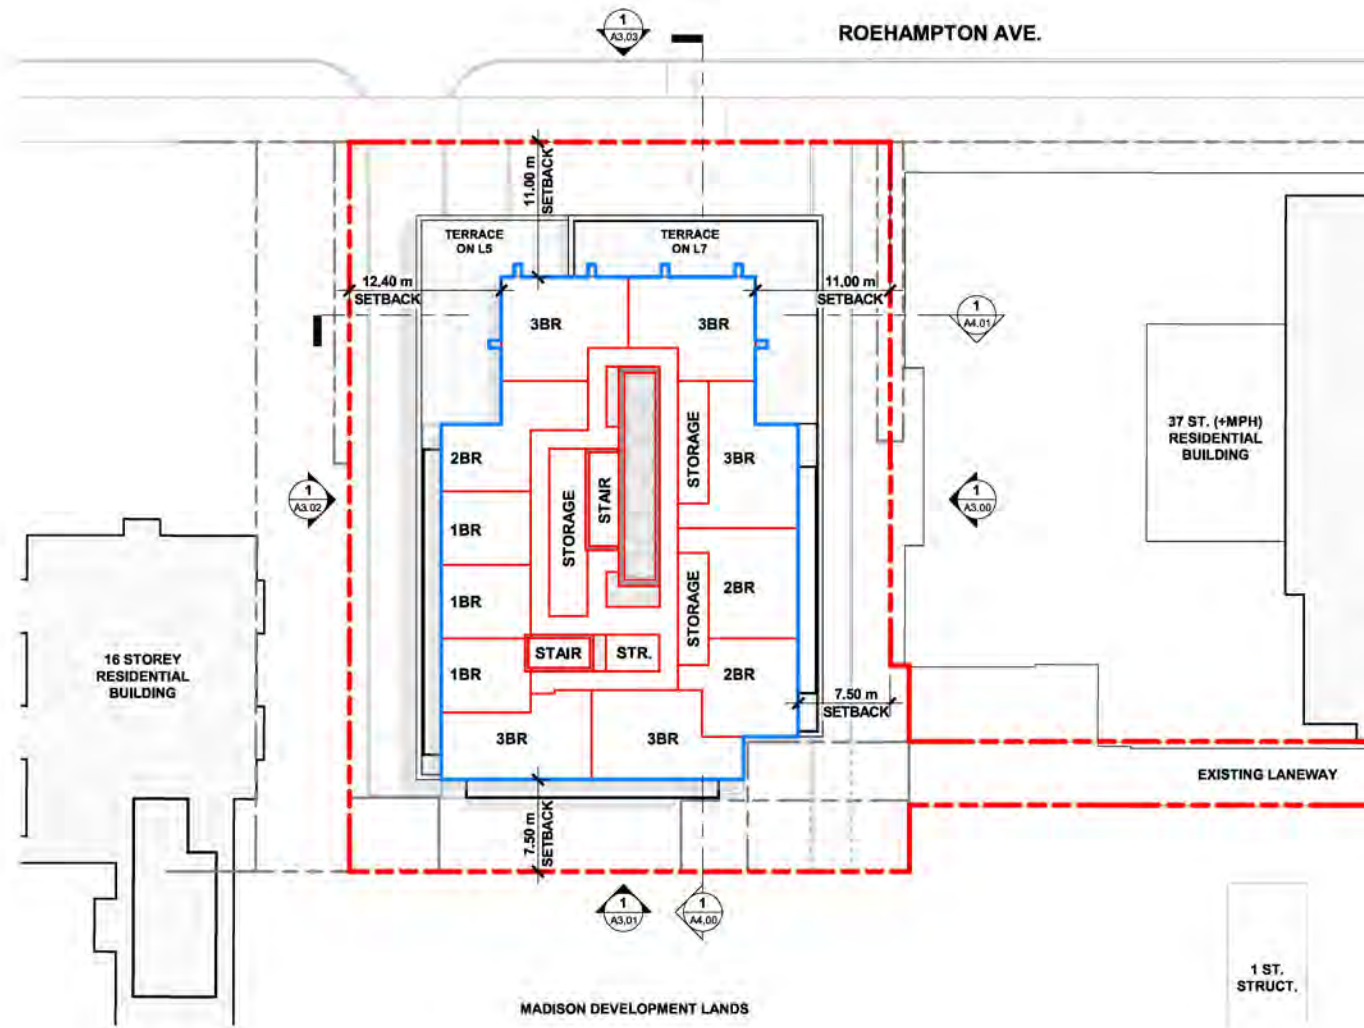 1
A3.03
ROEHAMPTON AVE.
11.00 m
SETBACK
TERRACE
ON L5
TERRACE
ON L7
12.40 m
SETBACK
11.00 m
SETBACK
1
A4.01
3BR
3BR
37 ST. (+MPH)
RESIDENTIAL
BUILDING
2BR
STORAGE
3BR
1
A3.02
STORAGE
STAIR
1
A3.00
1BR
1BR
STORAGE
2BR
16 STOREY
RESIDENTIAL
BUILDING
STAIR
STR.
1BR
2BR
7.50 m
SETBACK
3BR
3BR
EXISTING LANEWAY
7.50 m
SETBACK
1
A3.01
1
A4.00
1 ST.
STRUCT.
MADISON DEVELOPMENT LANDS